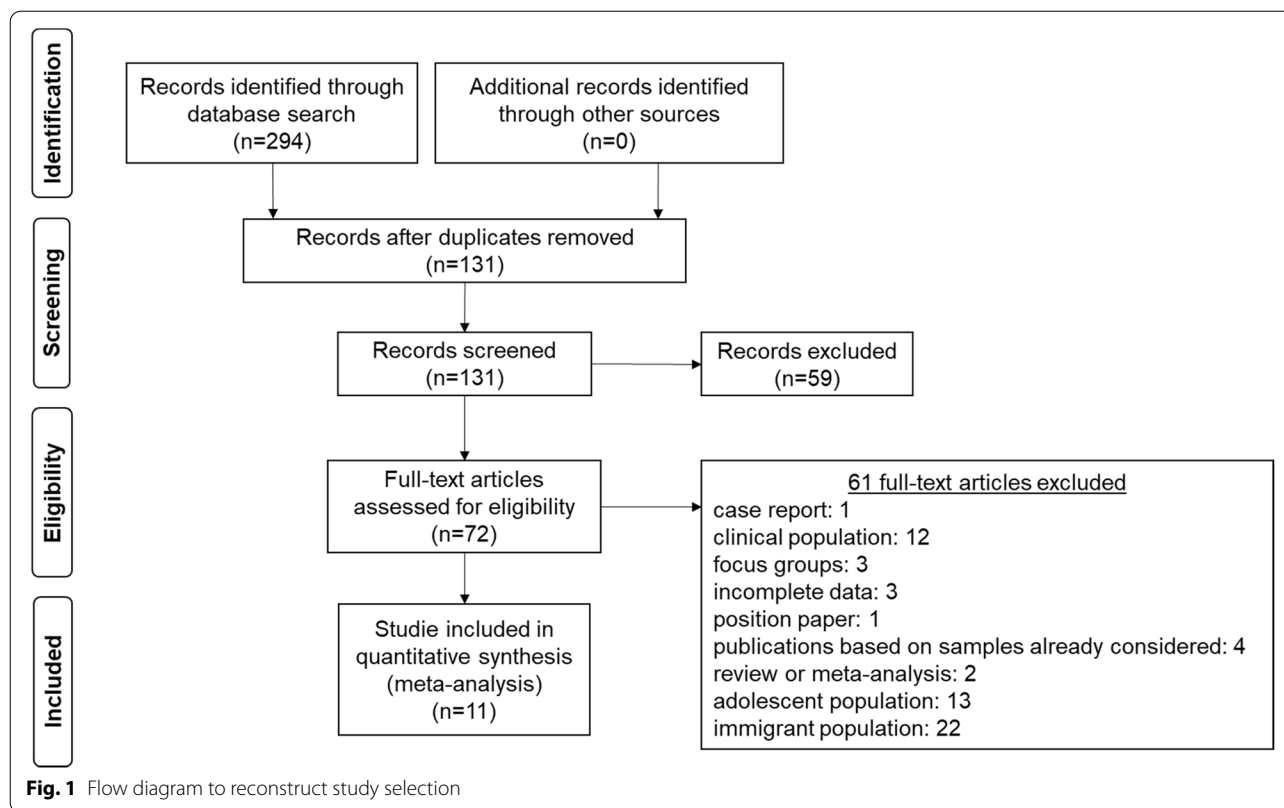 Identification
Records identified through
database search
(n=294)
Additional records identified
through other sources
(n=0)
Screening
Records after duplicates removed
(n=131)
Records screened
(n=131)
Records excluded
(n=59)
Eligibility
Full-text articles
assessed for eligibility
(n=72)
61 full-text articles excluded
case report: 1
clinical population: 12
focus groups: 3
incomplete data: 3
position paper: 1
publications based on samples already considered: 4
review or meta-analysis: 2
adolescent population: 13
immigrant population: 22
Included
Studie included in
quantitative synthesis
(meta-analysis)
(n=11)
Fig. 1 Flow diagram to reconstruct study selection